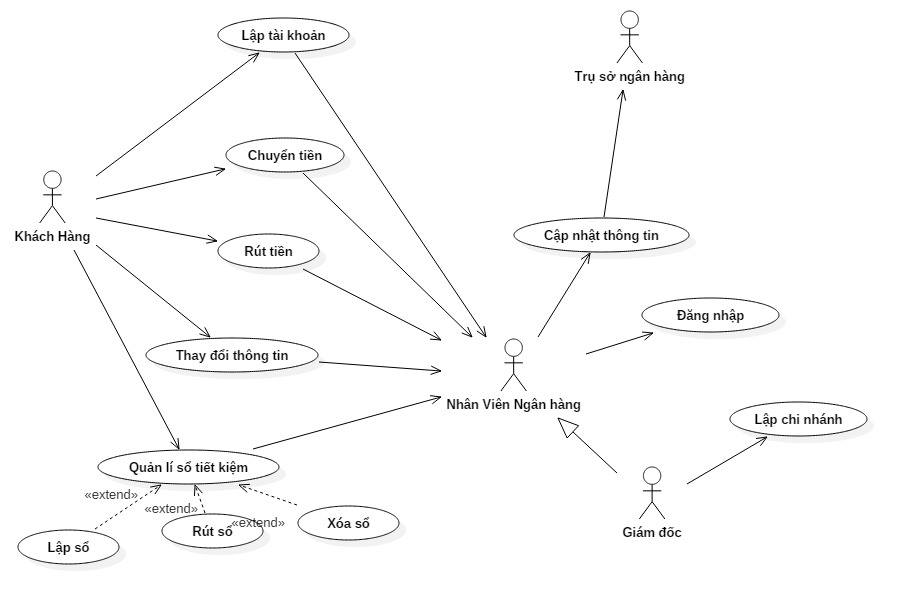 Lập tài khoản
Trụ sở ngân hàng
Chuyển tiền
Khách Hàng
Rút tiền
Cập nhật thông tin
Đăng nhập
Thay đổi thông tin
Nhân Viên Ngân hàng
Lập chi nhánh
Quản lí sổ tiết kiệm
«extend»
«extend»
«extend»
Lập sổ
Rút sổ
Xóa sổ
Giám đốc